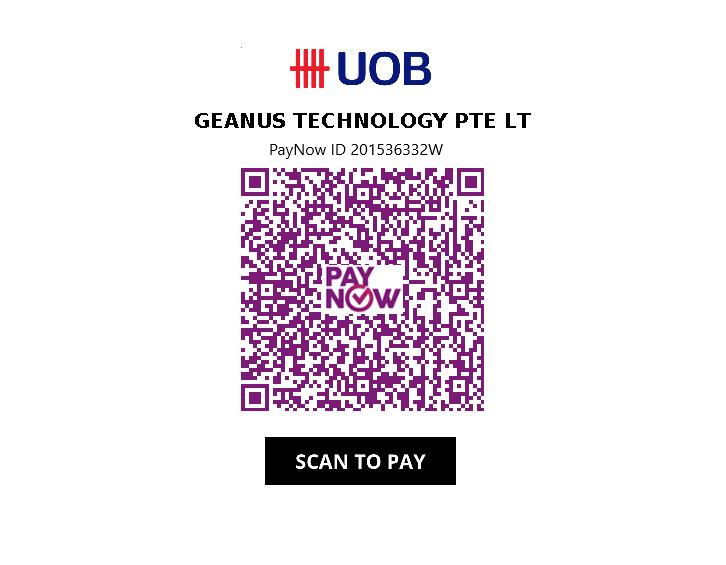 UOB
GEANUS TECHNOLOGY PTE LT
PayNow ID 201536332W
PAY
NOW
SCAN TO PAY